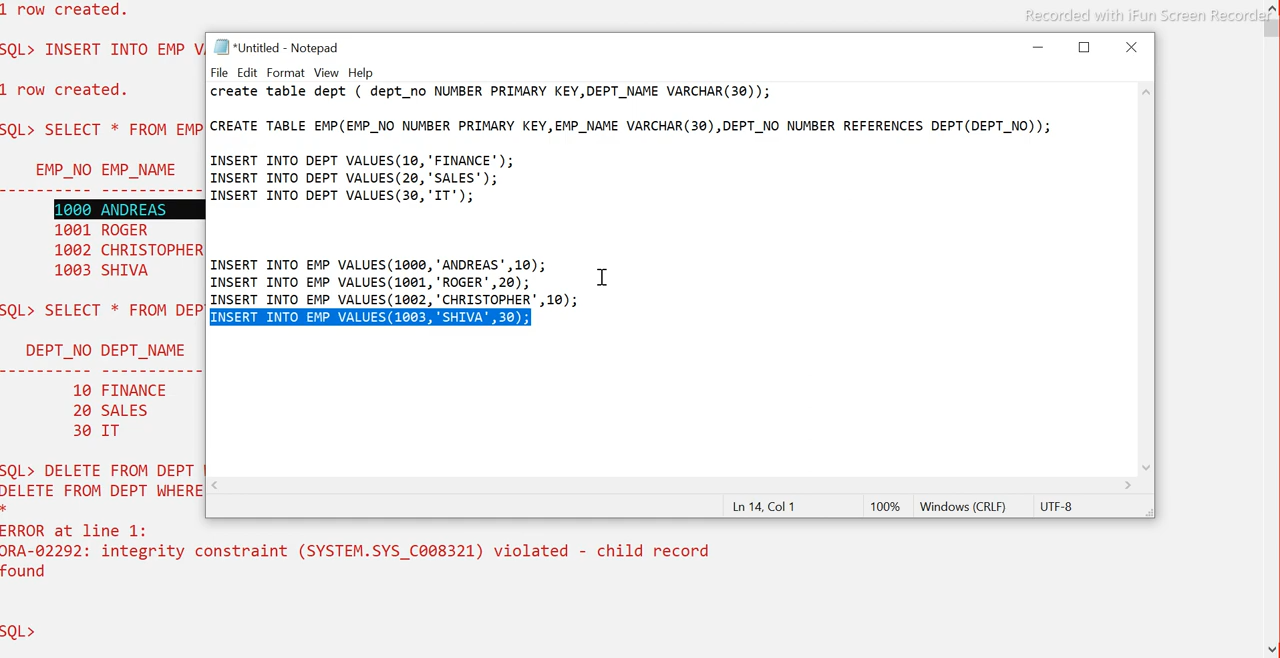 1 row created.
Recorded with iFun Screen Recorder
SQL> INSERT INTO EMP VA
1 row created.
SQL> SELECT * FROM EMP
EMP_NO EMP_NAME
---------- -----------
1000 ANDREAS
1001 ROGER
1002 CHRISTOPHER
1003 SHIVA
SQL> SELECT * FROM DEP
DEPT_NO DEPT_NAME
---------- -----------
10 FINANCE
20 SALES
30 IT
SQL> DELETE FROM DEPT W
DELETE FROM DEPT WHERE
*
ERROR at line 1:
ORA-02292: integrity constraint (SYSTEM.SYS_C008321) violated - child record
found
SQL>
*Untitled - Notepad
File Edit Format View Help
create table dept ( dept_no NUMBER PRIMARY KEY,DEPT_NAME VARCHAR(30));
CREATE TABLE EMP(EMP_NO NUMBER PRIMARY KEY,EMP_NAME VARCHAR(30),DEPT_NO NUMBER REFERENCES DEPT(DEPT_NO));
INSERT INTO DEPT VALUES(10,'FINANCE');
INSERT INTO DEPT VALUES(20,'SALES');
INSERT INTO DEPT VALUES(30,'IT');
INSERT INTO EMP VALUES(1000,'ANDREAS',10);
INSERT INTO EMP VALUES(1001,'ROGER',20);
INSERT INTO EMP VALUES(1002,'CHRISTOPHER',10);
INSERT INTO EMP VALUES(1003,'SHIVA',30);
Ln 14, Col 1 100% Windows (CRLF) UTF-8